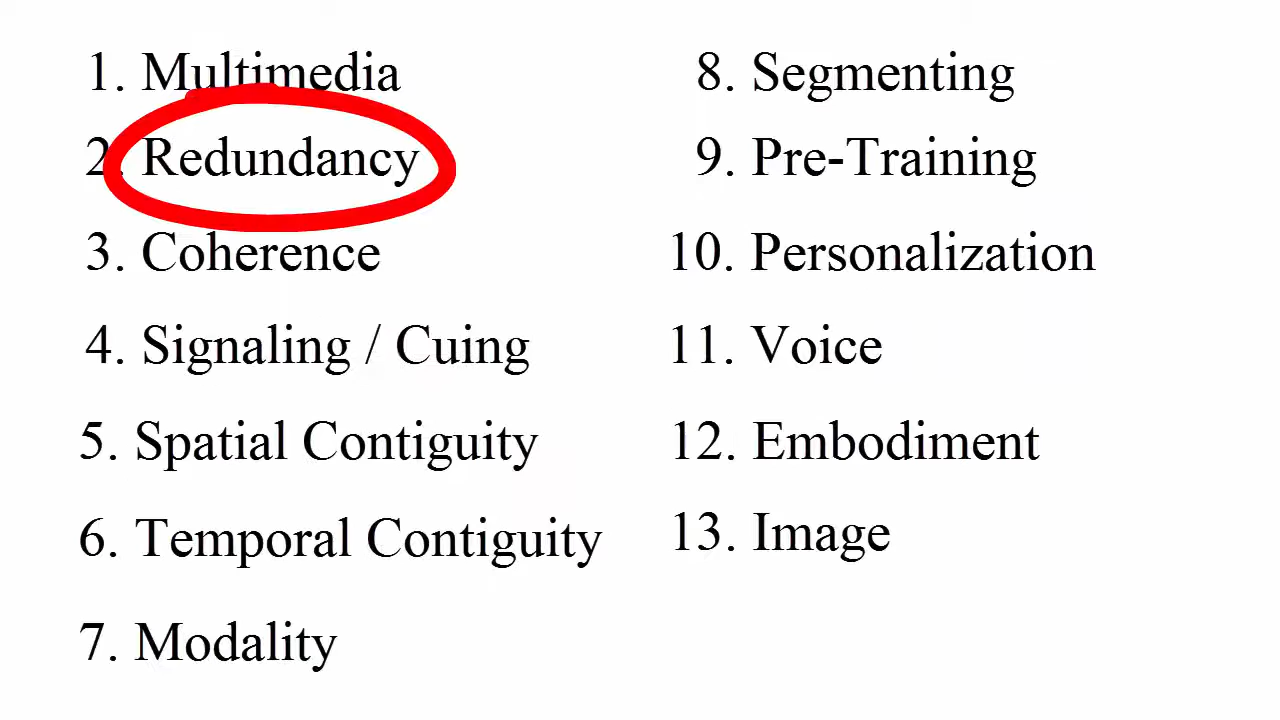 1. Multimedia
2. Redundancy
3. Coherence
4. Signaling / Cuing
5. Spatial Contiguity
6. Temporal Contiguity
7. Modality
8. Segmenting
9. Pre-Training
10. Personalization
11. Voice
12. Embodiment
13. Image